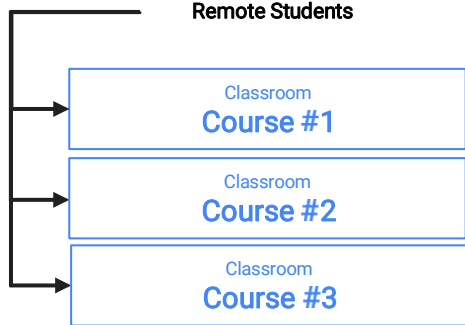 Remote Students
Classroom
Course #1
Classroom
Course #2
Classroom
Course #3